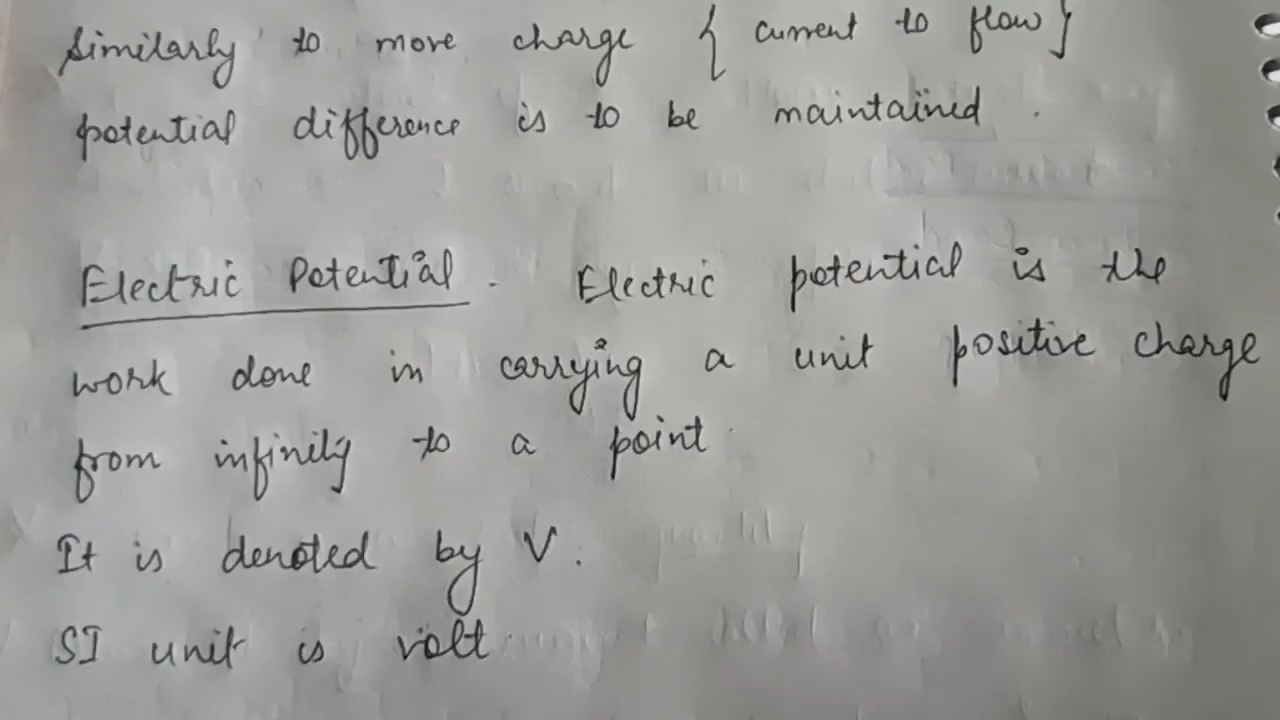 Similarly to move charge { current to flow }
potential difference is to be maintained.
Electric Potential. Electric potential is the
work done in carrying a unit positive charge
from infinity to a point.
It is denoted by V.
SI unit is volt